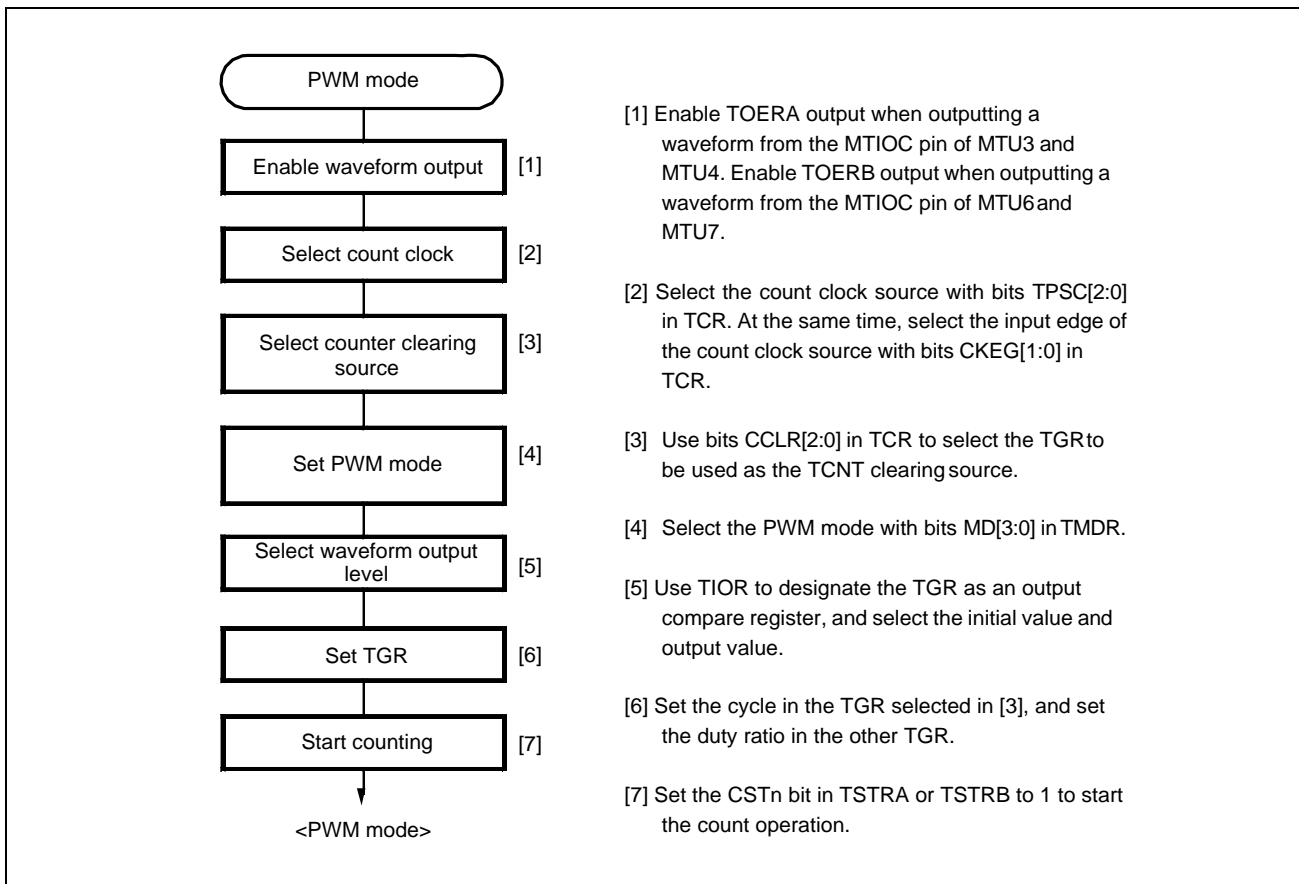 PWM mode
Enable waveform output [1]
Select count clock [2]
Select counter clearing
source
[3]
Set PWM mode [4]
Select waveform output
level
[5]
Set TGR [6]
Start counting [7]
<PWM mode>
[1] Enable TOERA output when outputting a
waveform from the MTIOC pin of MTU3 and
MTU4. Enable TOERB output when outputting a
waveform from the MTIOC pin of MTU6 and
MTU7.
[2] Select the count clock source with bits TPSC[2:0]
in TCR. At the same time, select the input edge of
the count clock source with bits CKEG[1:0] in
TCR.
[3] Use bits CCLR[2:0] in TCR to select the TGR to
be used as the TCNT clearing source.
[4] Select the PWM mode with bits MD[3:0] in TMDR.
[5] Use TIOR to designate the TGR as an output
compare register, and select the initial value and
output value.
[6] Set the cycle in the TGR selected in [3], and set
the duty ratio in the other TGR.
[7] Set the CSTn bit in TSTRA or TSTRB to 1 to start
the count operation.